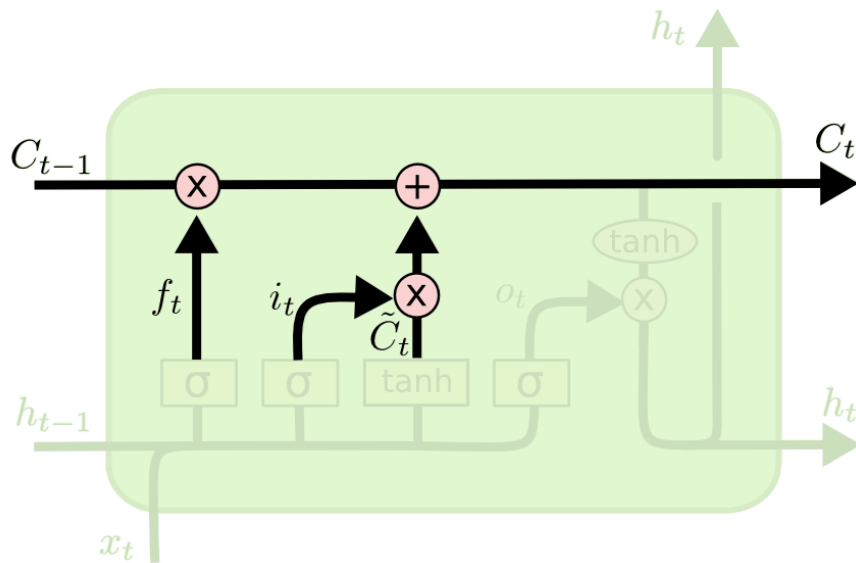 h_t
C_{t-1}
C_t
x
+
tanh
f_t
i_t
x
o_t
x
C̃_t
σ
σ
tanh
σ
h_{t-1}
h_t
x_t